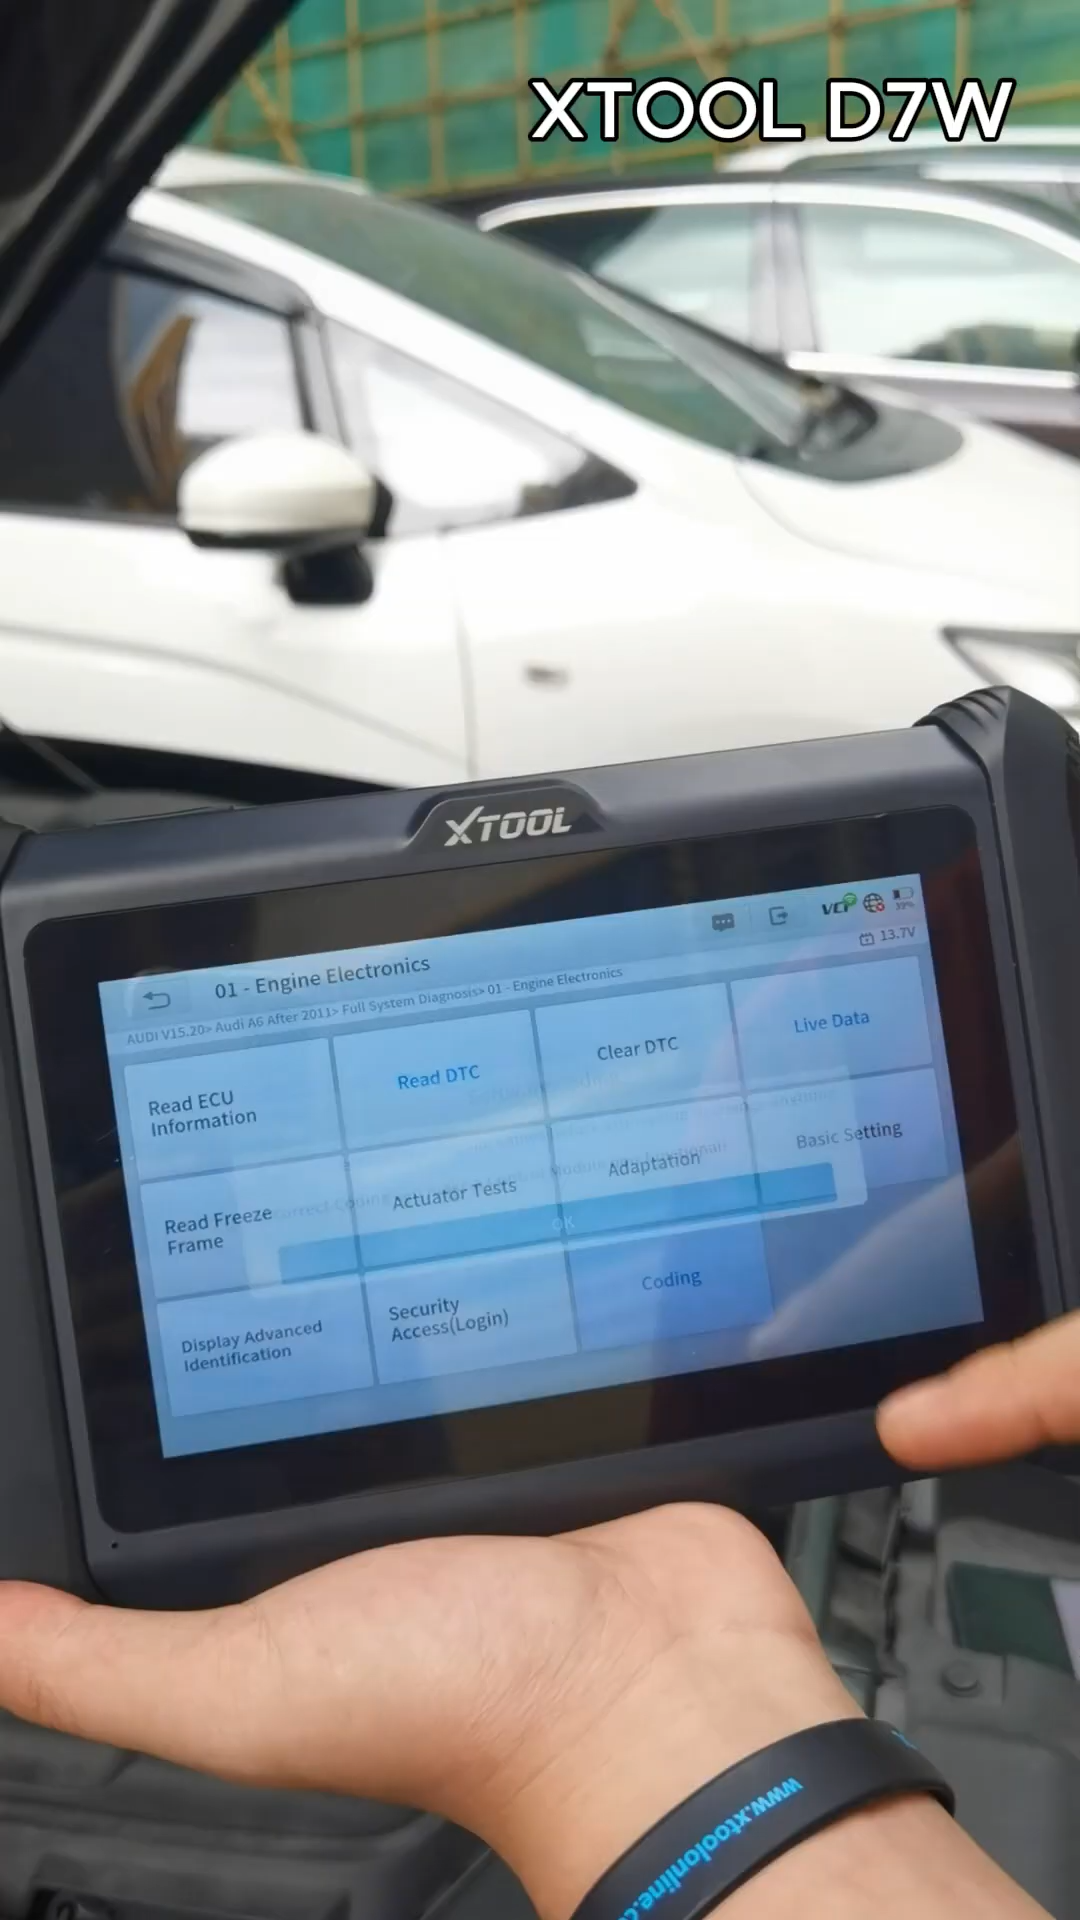 XTOOL D7W
XTOOL
VCI
39%
13.7V
01 - Engine Electronics
AUDI V15.20> Audi A6 After 2011> Full System Diagnosis> 01 - Engine Electronics
Read ECU
Information
Read DTC
Clear DTC
Live Data
Read Freeze
Frame
Actuator Tests
Adaptation
Basic Setting
OK
Display Advanced
Identification
Security
Access(Login)
Coding
www.xtoolonline.c